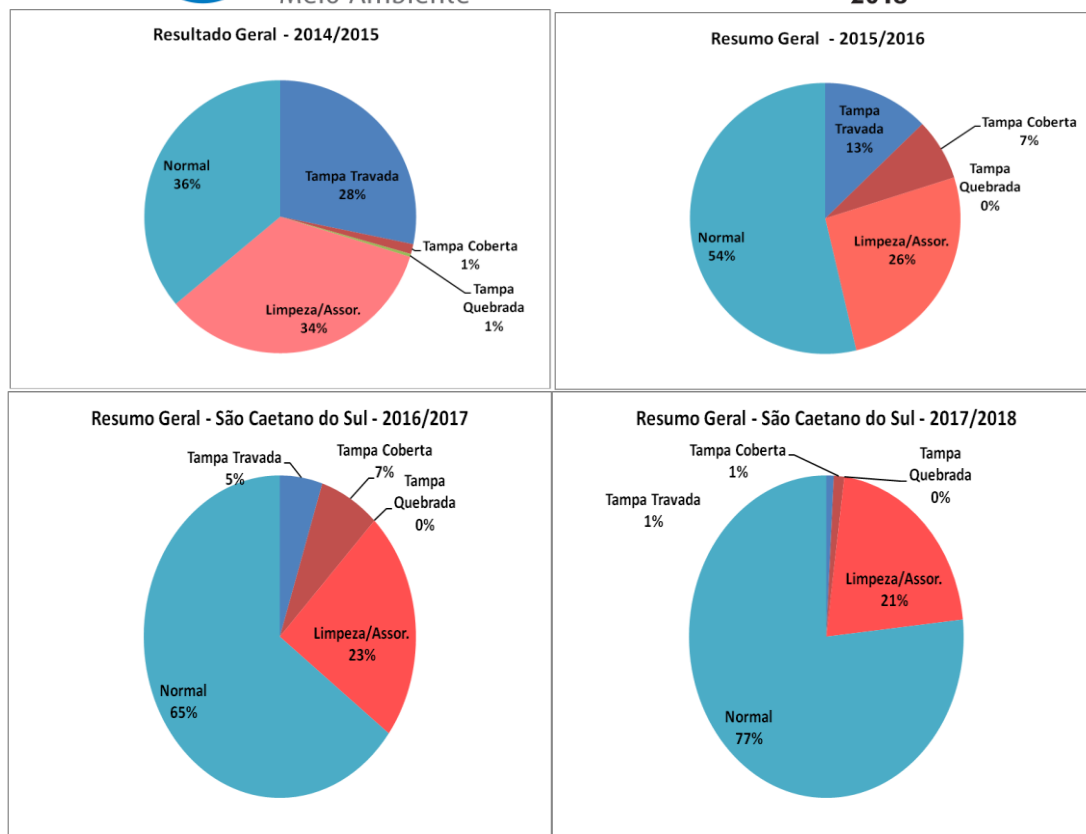 Meio Ambiente
2018
Resultado Geral - 2014/2015
Normal
36%
Tampa Travada
28%
Tampa Coberta
1%
Tampa
Quebrada
1%
Limpeza/Assor.
34%
Resumo Geral - 2015/2016
Tampa
Travada
13%
Tampa Coberta
7%
Tampa
Quebrada
0%
Normal
54%
Limpeza/Assor.
26%
Resumo Geral - São Caetano do Sul - 2016/2017
Tampa Travada
5%
Tampa Coberta
7%
Tampa
Quebrada
0%
Limpeza/Assor.
23%
Normal
65%
Resumo Geral - São Caetano do Sul - 2017/2018
Tampa Coberta
1%
Tampa
Quebrada
0%
Tampa Travada
1%
Limpeza/Assor.
21%
Normal
77%